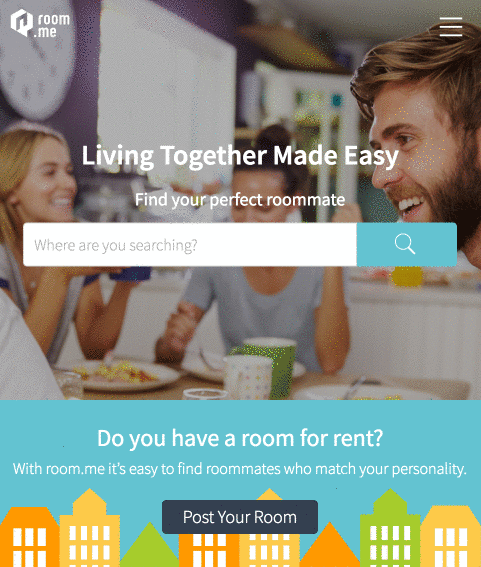 room
.me
Living Together Made Easy
Find your perfect roommate
Where are you searching?
Do you have a room for rent?
With room.me it's easy to find roommates who match your personality.
Post Your Room